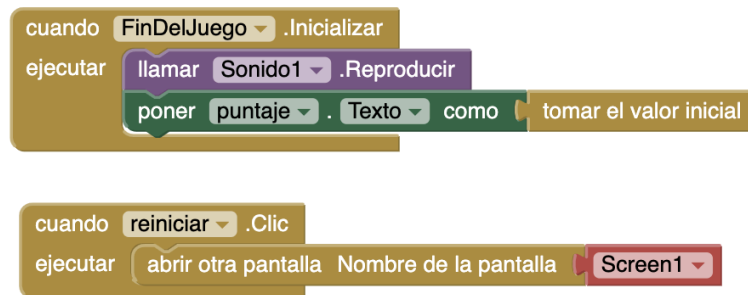 cuando FinDelJuego .Inicializar
ejecutar llamar Sonido1 .Reproducir
poner puntaje . Texto como tomar el valor inicial
cuando reiniciar .Clic
ejecutar abrir otra pantalla Nombre de la pantalla Screen1